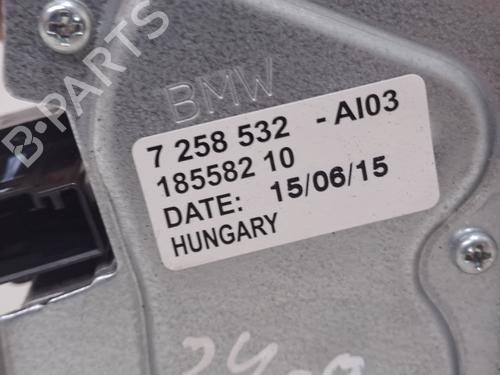 BMW
7 258 532 - AI03
185582 10
DATE: 15/06/15
HUNGARY
B-PARTS